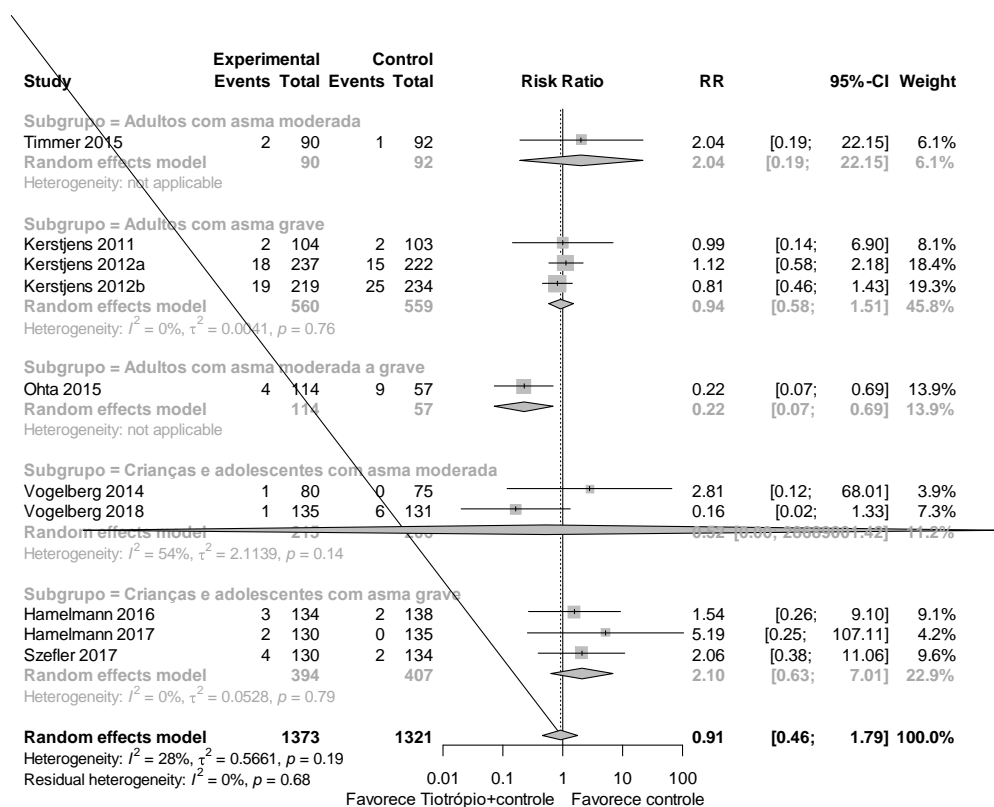 Experimental Control
Study Events Total Events Total Risk Ratio RR 95%-CI Weight
Subgrupo = Adultos com asma moderada
Timmer 2015 2 90 1 92 2.04 [0.19; 22.15] 6.1%
Random effects model 90 92 2.04 [0.19; 22.15] 6.1%
Heterogeneity: not applicable
Subgrupo = Adultos com asma grave
Kerstjens 2011 2 104 2 103 0.99 [0.14; 6.90] 8.1%
Kerstjens 2012a 18 237 15 222 1.12 [0.58; 2.18] 18.4%
Kerstjens 2012b 19 219 25 234 0.81 [0.46; 1.43] 19.3%
Random effects model 560 559 0.94 [0.58; 1.51] 45.8%
Heterogeneity: I² = 0%, τ² = 0.0041, p = 0.76
Subgrupo = Adultos com asma moderada a grave
Ohta 2015 4 114 9 57 0.22 [0.07; 0.69] 13.9%
Random effects model 114 57 0.22 [0.07; 0.69] 13.9%
Heterogeneity: not applicable
Subgrupo = Crianças e adolescentes com asma moderada
Vogelberg 2014 1 80 0 75 2.81 [0.12; 68.01] 3.9%
Vogelberg 2018 1 135 6 131 0.16 [0.02; 1.33] 7.3%
Random effects model 215 206 11.2%
Heterogeneity: I² = 54%, τ² = 2.1139, p = 0.14
Subgrupo = Crianças e adolescentes com asma grave
Hamelmann 2016 3 134 2 138 1.54 [0.26; 9.10] 9.1%
Hamelmann 2017 2 130 0 135 5.19 [0.25; 107.11] 4.2%
Szefler 2017 4 130 2 134 2.06 [0.38; 11.06] 9.6%
Random effects model 394 407 2.10 [0.63; 7.01] 22.9%
Heterogeneity: I² = 0%, τ² = 0.0528, p = 0.79
Random effects model 1373 1321 0.91 [0.46; 1.79] 100.0%
Heterogeneity: I² = 28%, τ² = 0.5661, p = 0.19
Residual heterogeneity: I² = 0%, p = 0.68
0.01 0.1 1 10 100
Favorece Tiotrópio+controle Favorece controle